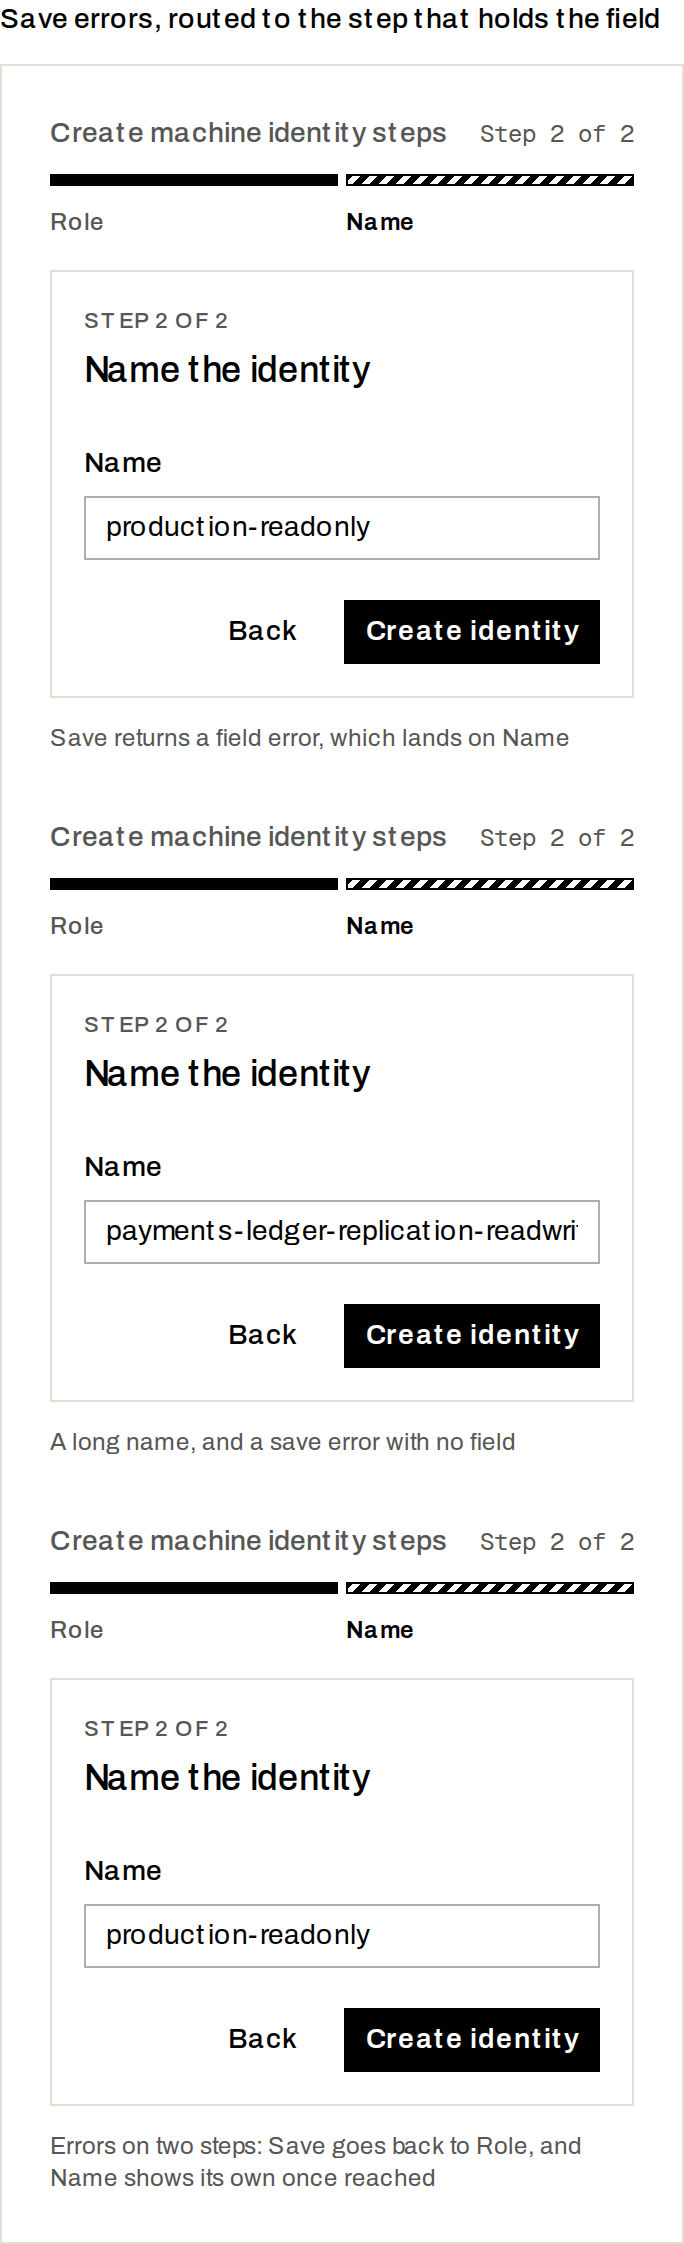 Save errors, routed to the step that holds the field
Create machine identity steps Step 2 of 2
Role Name
STEP 2 OF 2
Name the identity
Name
production-readonly
Back Create identity
Save returns a field error, which lands on Name
Create machine identity steps Step 2 of 2
Role Name
STEP 2 OF 2
Name the identity
Name
payments-ledger-replication-readwri
Back Create identity
A long name, and a save error with no field
Create machine identity steps Step 2 of 2
Role Name
STEP 2 OF 2
Name the identity
Name
production-readonly
Back Create identity
Errors on two steps: Save goes back to Role, and
Name shows its own once reached